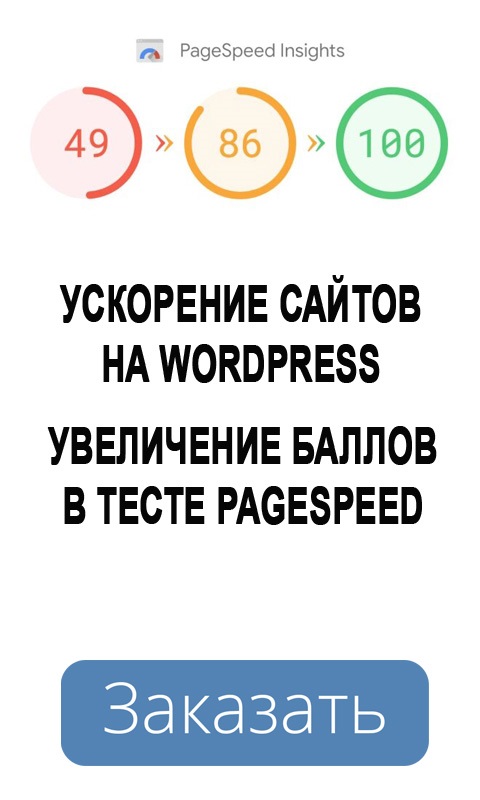 PageSpeed Insights
49 » 86 » 100
УСКОРЕНИЕ САЙТОВ
НА WORDPRESS
УВЕЛИЧЕНИЕ БАЛЛОВ
В ТЕСТЕ PAGESPEED
Заказать